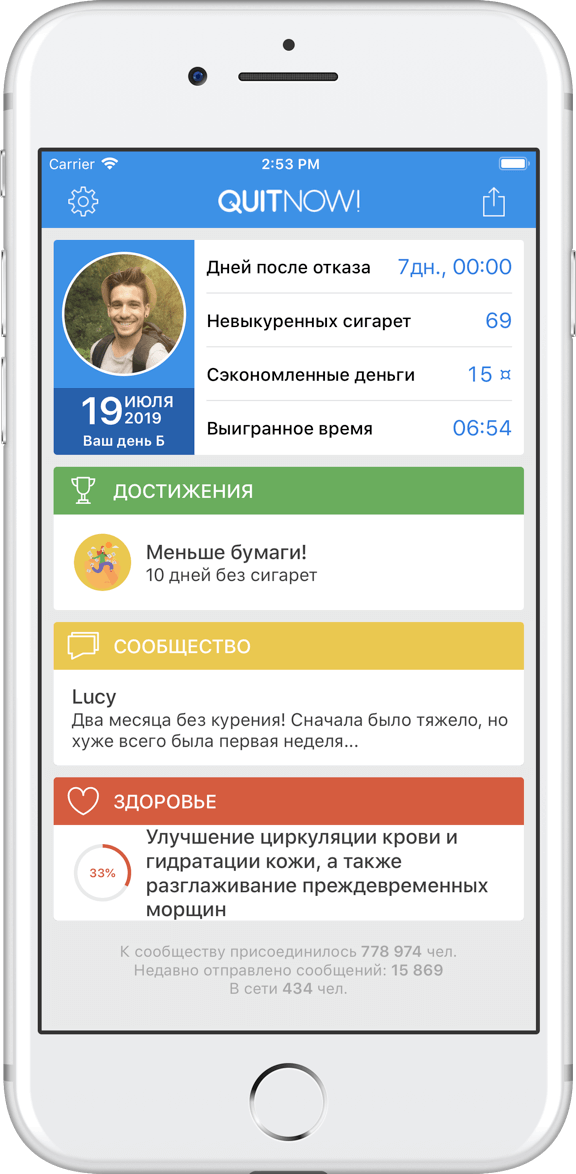 Carrier 2:53 PM
QUITNOW!
Дней после отказа 7дн., 00:00
Невыкуренных сигарет 69
Сэкономленные деньги 15 ¤
Выигранное время 06:54
19 ИЮЛЯ 2019
Ваш день Б
ДОСТИЖЕНИЯ
Меньше бумаги!
10 дней без сигарет
СООБЩЕСТВО
Lucy
Два месяца без курения! Сначала было тяжело, но
хуже всего была первая неделя...
ЗДОРОВЬЕ
33%
Улучшение циркуляции крови и
гидратации кожи, а также
разглаживание преждевременных
морщин
К сообществу присоединилось 778 974 чел.
Недавно отправлено сообщений: 15 869
В сети 434 чел.